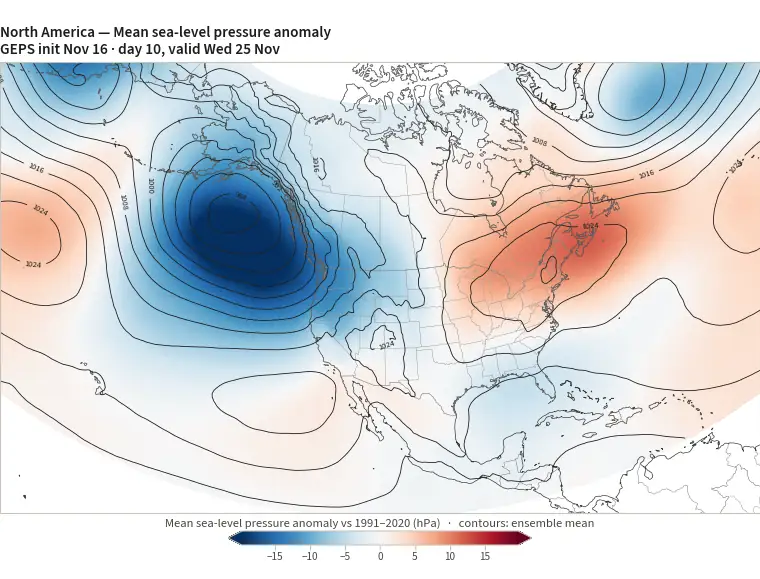 North America — Mean sea-level pressure anomaly
GEPS init Nov 16 · day 10, valid Wed 25 Nov
1016
1024
1024
1000
1008
1016
1008
1016
1024
1024
Mean sea-level pressure anomaly vs 1991–2020 (hPa) · contours: ensemble mean
−15 −10 −5 0 5 10 15